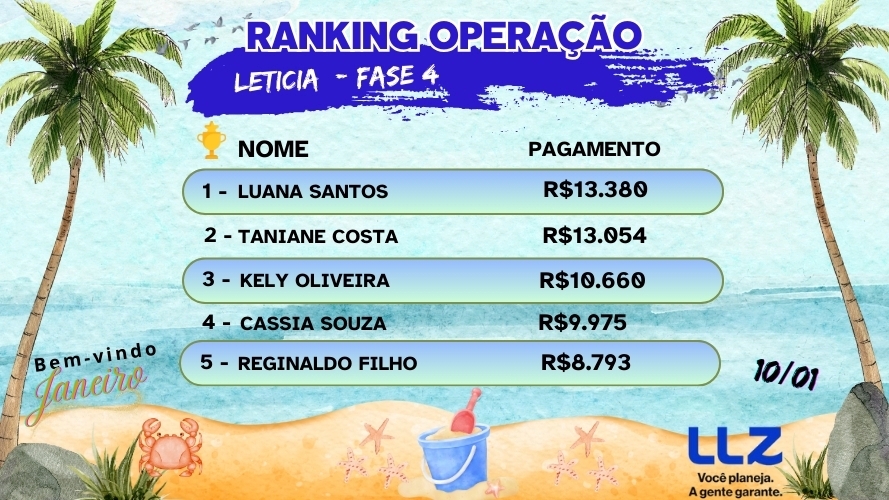 RANKING OPERAÇÃO
LETICIA - FASE 4
NOME PAGAMENTO
1 - LUANA SANTOS R$13.380
2 - TANIANE COSTA R$13.054
3 - KELY OLIVEIRA R$10.660
4 - CASSIA SOUZA R$9.975
5 - REGINALDO FILHO R$8.793
Bem-vindo
Janeiro
10/01
LLZ
Você planeja.
A gente garante.